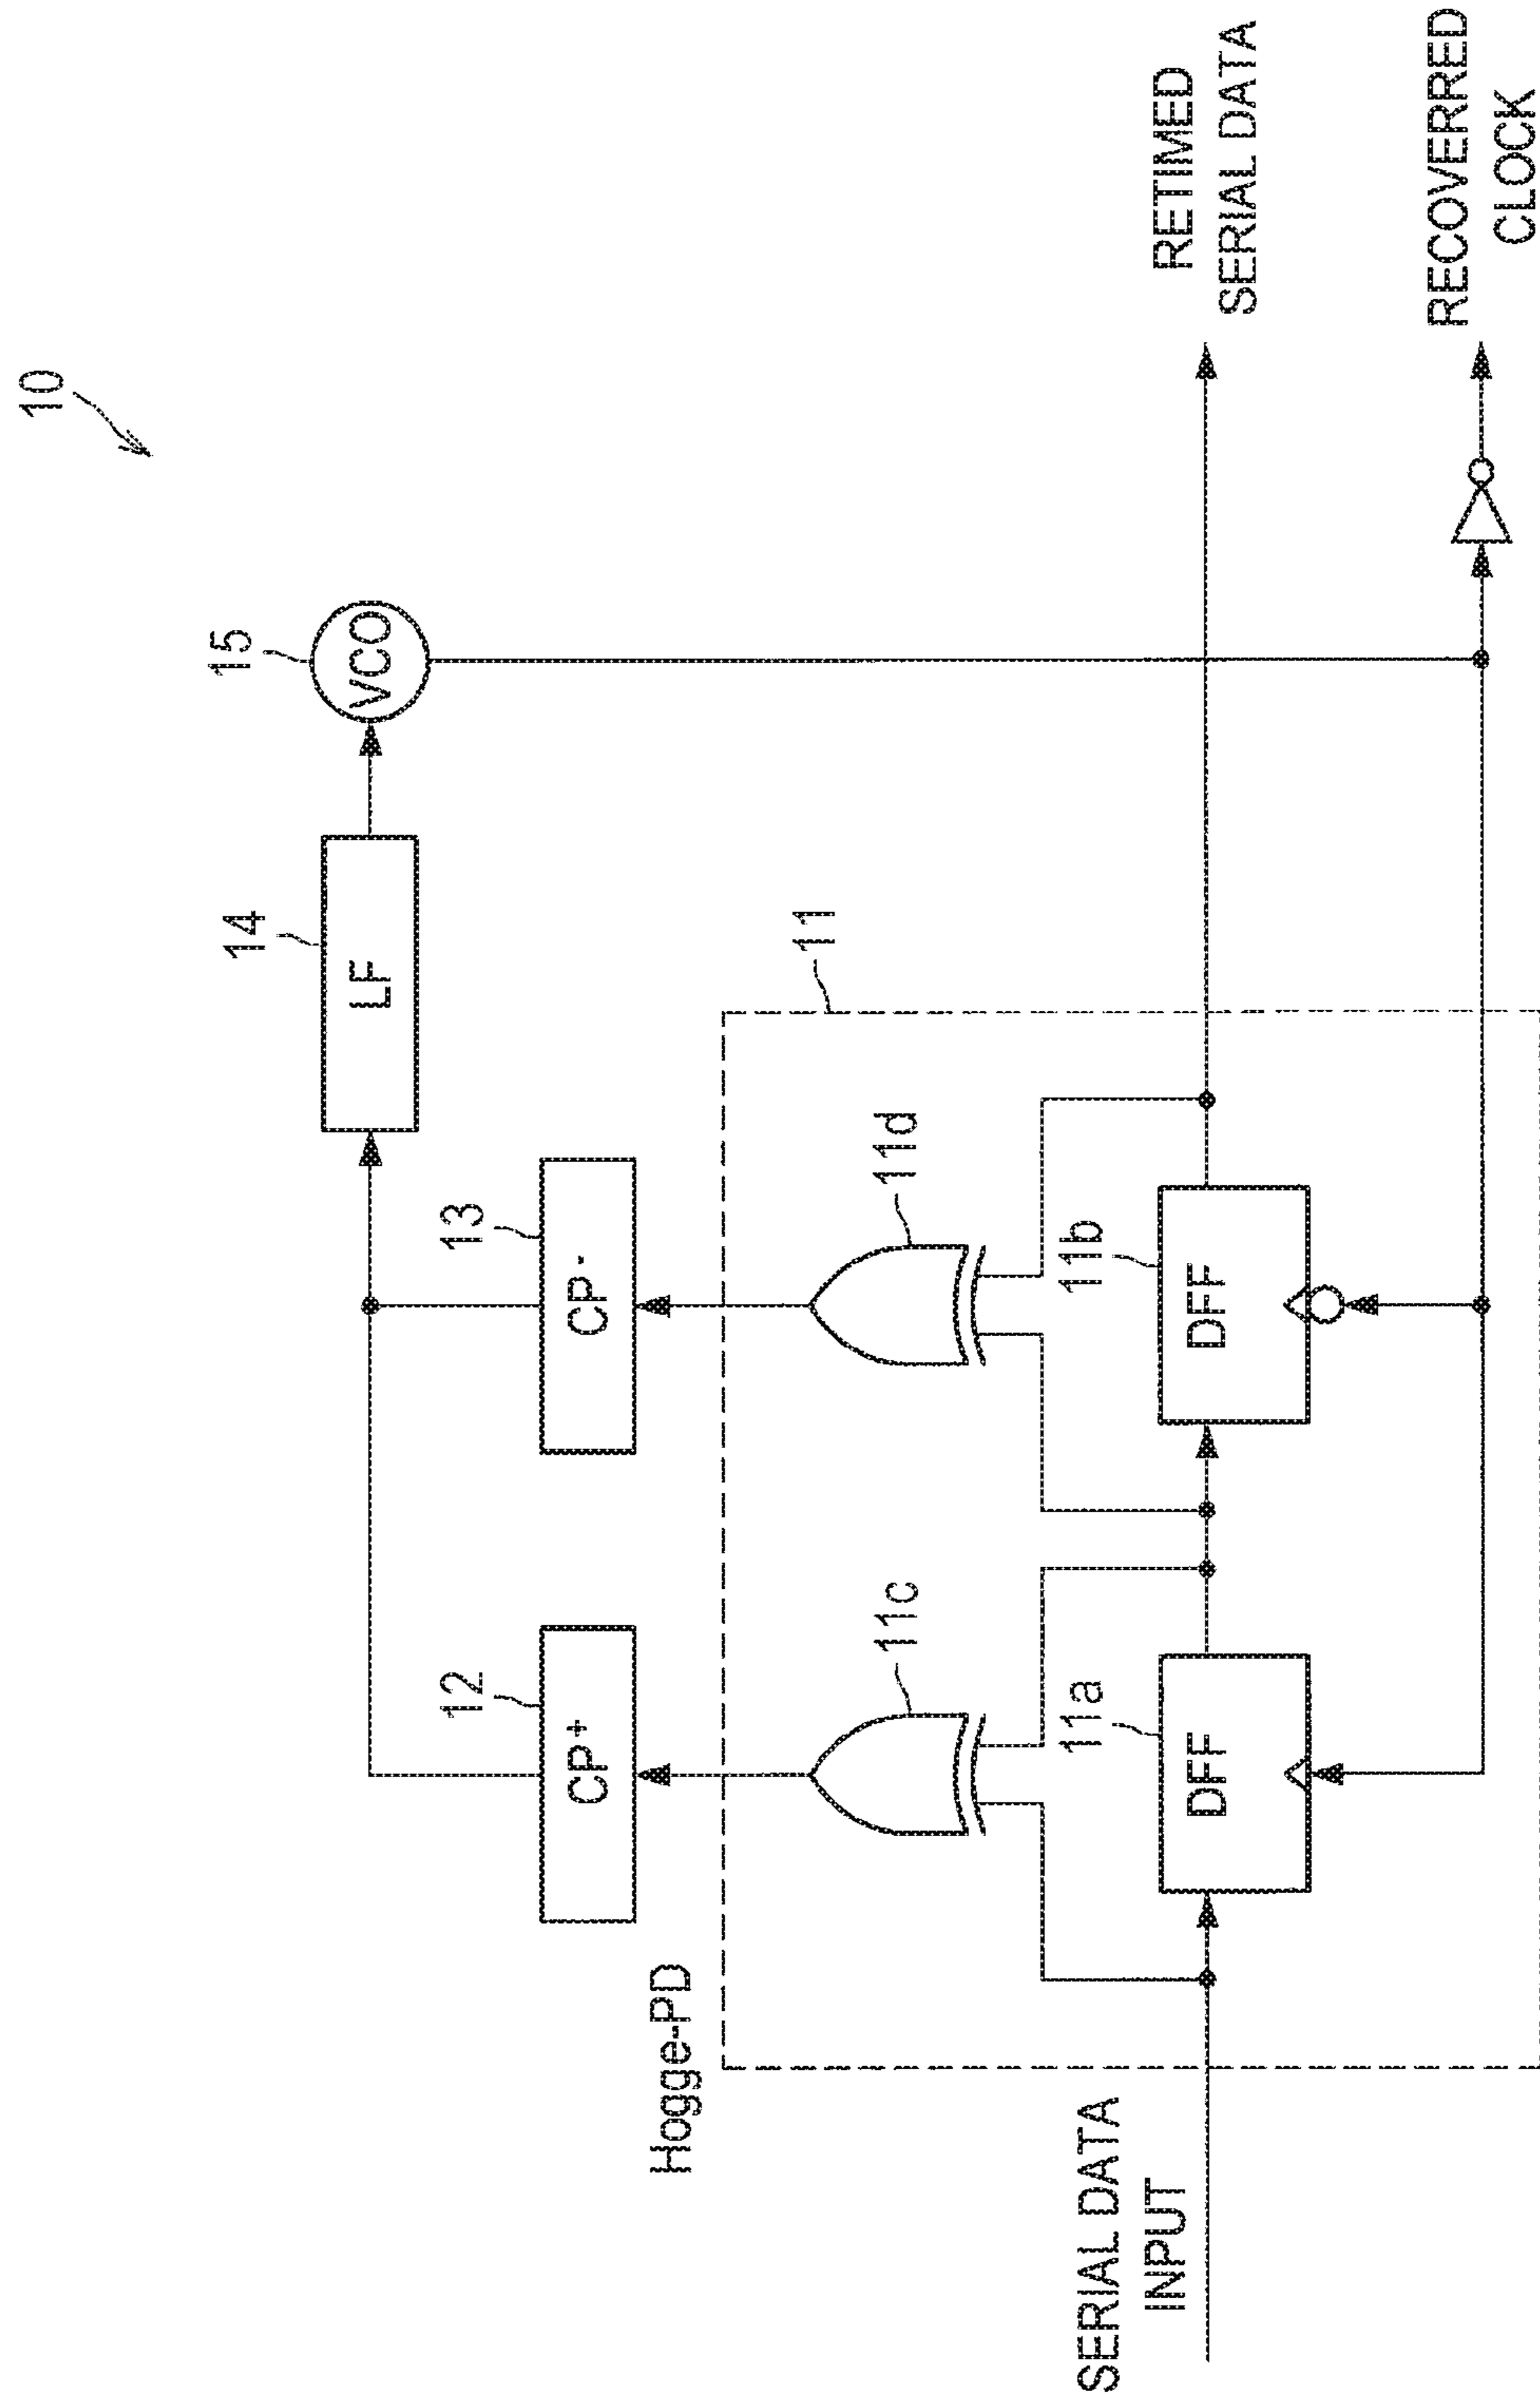 10
15
VCO
14
LF
13
CP-
12
CP+
Hogge-PD
11
11d
11c
11b
DFF
11a
DFF
SERIAL DATA
INPUT
RETIMED
SERIAL DATA
RECOVERRED
CLOCK